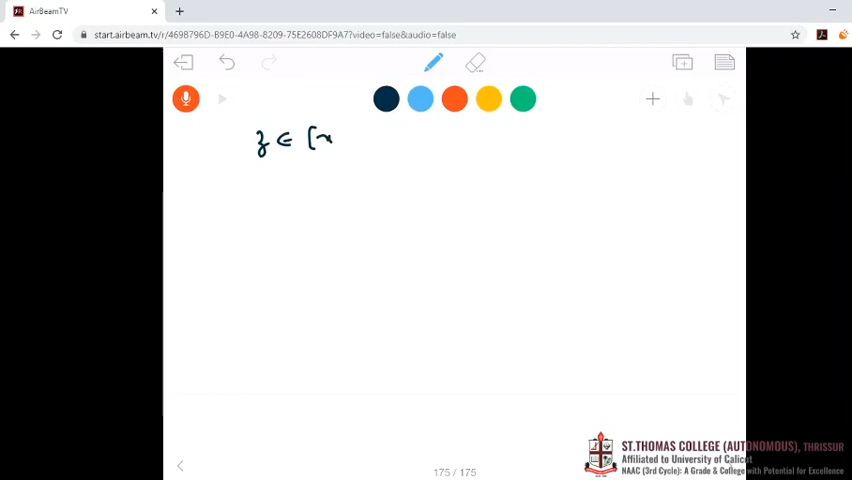 AirBeamTV
start.airbeam.tv/r/4698796D-B9E0-4A98-8209-75E2608DF9A7?video=false&audio=false
z ∈ [x
175 / 175
ST.THOMAS COLLEGE (AUTONOMOUS), THRISSUR
Affiliated to University of Calicut
NAAC (3rd Cycle): A Grade & College with Potential for Excellence